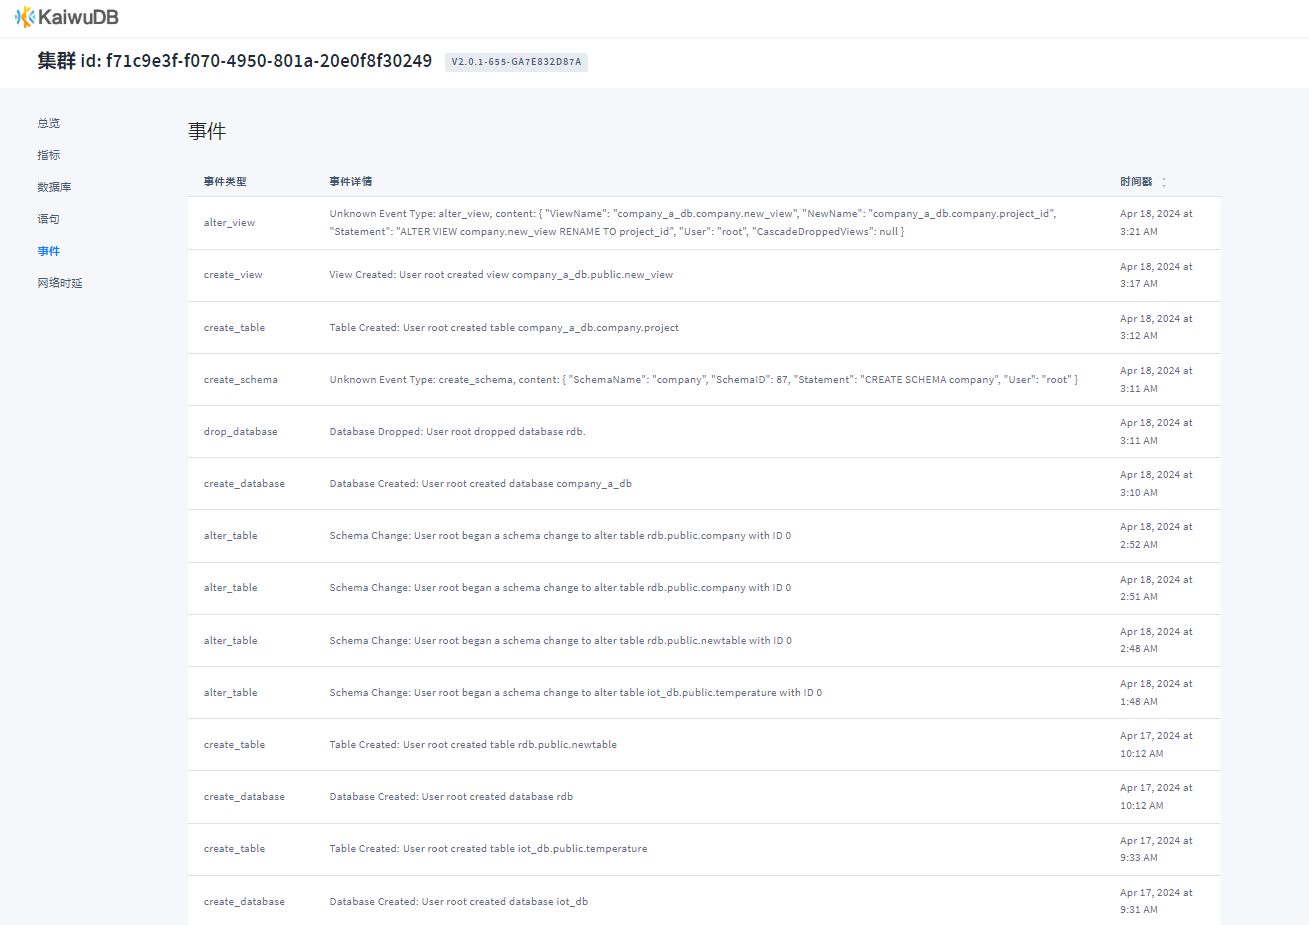 KaiwuDB
集群 id: f71c9e3f-f070-4950-801a-20e0f8f30249 V2.0.1-655-GA7E832D87A
总览
指标
数据库
语句
事件
网络时延
事件
事件类型 事件详情 时间戳
alter_view Unknown Event Type: alter_view, content: { "ViewName": "company_a_db.company.new_view", "NewName": "company_a_db.company.project_id", Apr 18, 2024 at
"Statement": "ALTER VIEW company.new_view RENAME TO project_id", "User": "root", "CascadeDroppedViews": null } 3:21 AM
create_view View Created: User root created view company_a_db.public.new_view Apr 18, 2024 at
3:17 AM
create_table Table Created: User root created table company_a_db.company.project Apr 18, 2024 at
3:12 AM
create_schema Unknown Event Type: create_schema, content: { "SchemaName": "company", "SchemaID": 87, "Statement": "CREATE SCHEMA company", "User": "root" } Apr 18, 2024 at
3:11 AM
drop_database Database Dropped: User root dropped database rdb. Apr 18, 2024 at
3:11 AM
create_database Database Created: User root created database company_a_db Apr 18, 2024 at
3:10 AM
alter_table Schema Change: User root began a schema change to alter table rdb.public.company with ID 0 Apr 18, 2024 at
2:52 AM
alter_table Schema Change: User root began a schema change to alter table rdb.public.company with ID 0 Apr 18, 2024 at
2:51 AM
alter_table Schema Change: User root began a schema change to alter table rdb.public.newtable with ID 0 Apr 18, 2024 at
2:48 AM
alter_table Schema Change: User root began a schema change to alter table iot_db.public.temperature with ID 0 Apr 18, 2024 at
1:48 AM
create_table Table Created: User root created table rdb.public.newtable Apr 17, 2024 at
10:12 AM
create_database Database Created: User root created database rdb Apr 17, 2024 at
10:12 AM
create_table Table Created: User root created table iot_db.public.temperature Apr 17, 2024 at
9:33 AM
create_database Database Created: User root created database iot_db Apr 17, 2024 at
9:31 AM